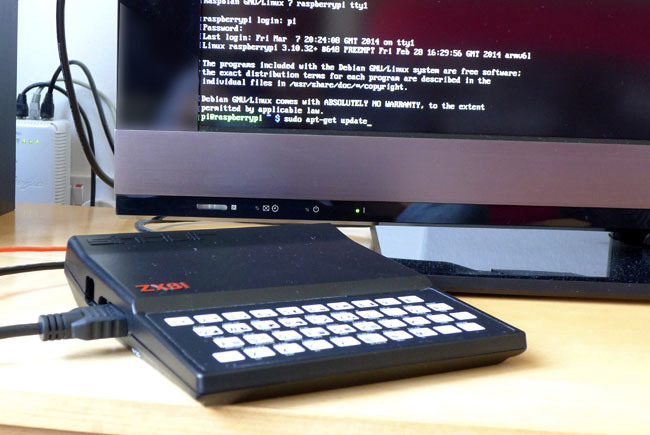 Raspbian GNU/Linux 7 raspberrypi tty1
raspberrypi login: pi
Password:
Last login: Fri Mar 7 20:24:00 GMT 2014 on tty1
Linux raspberrypi 3.10.32+ #648 PREEMPT Fri Feb 28 16:29:56 GMT 2014 armv6l
The programs included with the Debian GNU/Linux system are free software;
the exact distribution terms for each program are described in the
individual files in /usr/share/doc/*/copyright.
Debian GNU/Linux comes with ABSOLUTELY NO WARRANTY, to the extent
permitted by applicable law.
pi@raspberrypi ~ $ sudo apt-get update_
ZX81